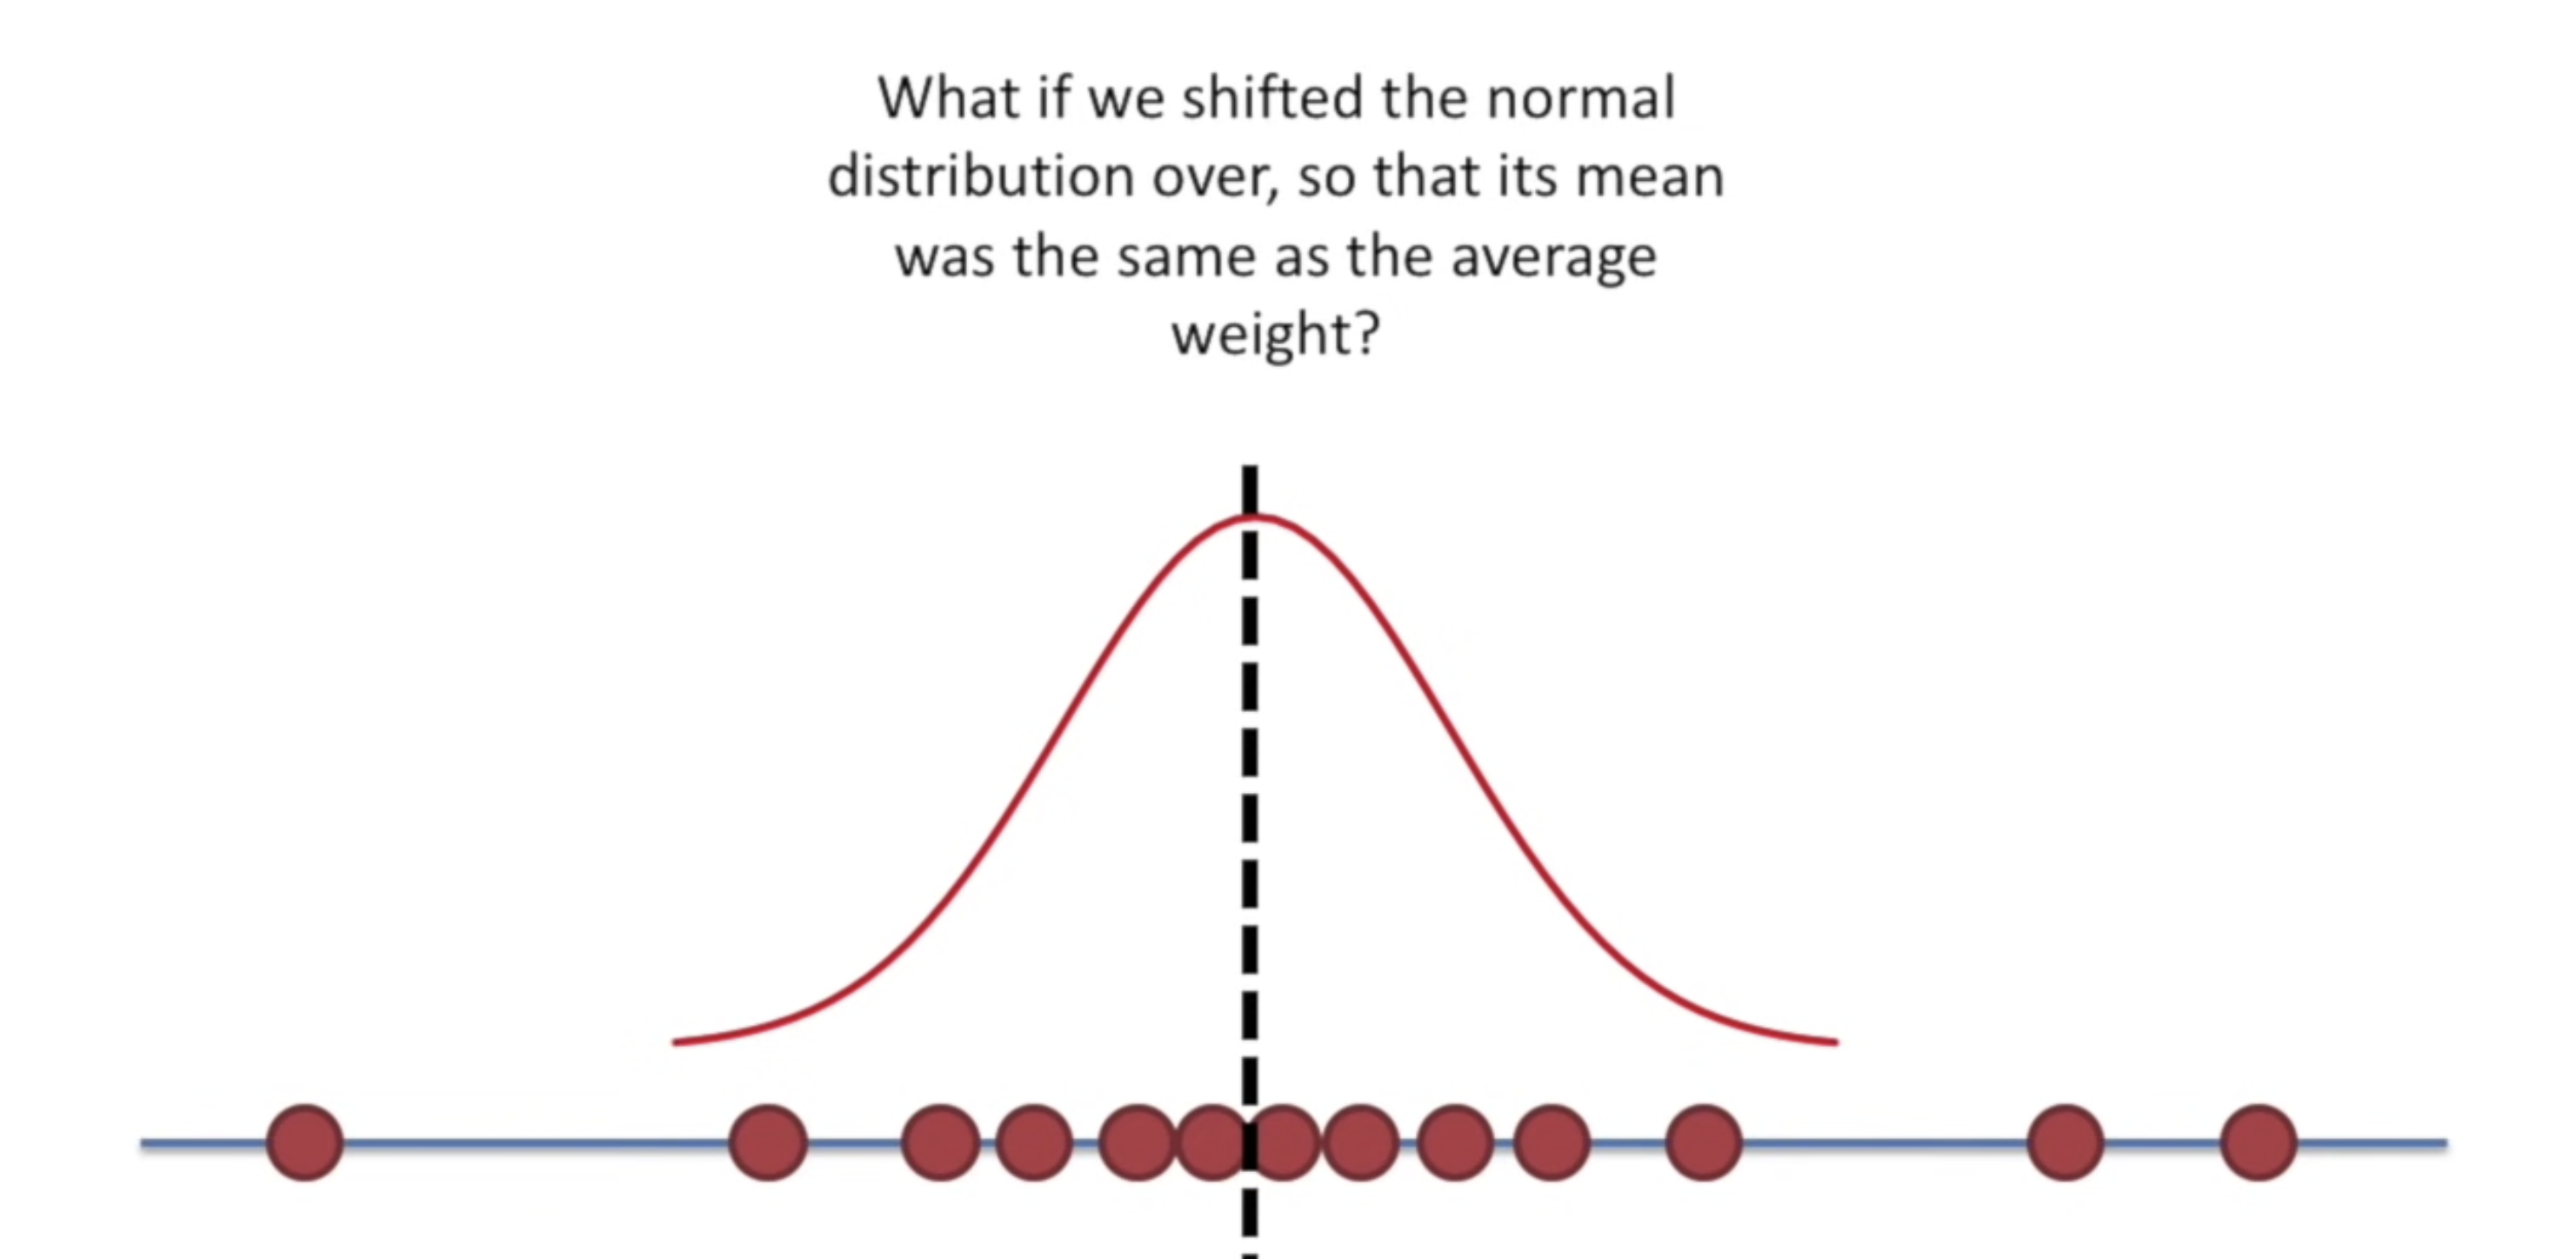 What if we shifted the normal
distribution over, so that its mean
was the same as the average
weight?